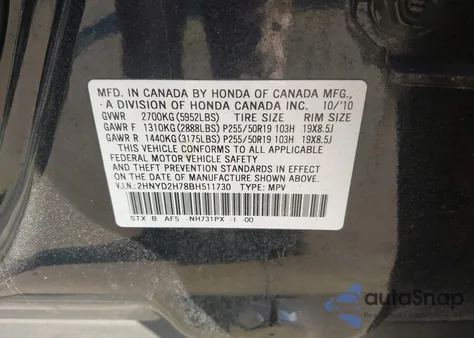 MFD. IN CANADA BY HONDA OF CANADA MFG.,
A DIVISION OF HONDA CANADA INC. 10/'10
GVWR 2700KG (5952LBS) TIRE SIZE RIM SIZE
GAWR F 1310KG (2888LBS) P255/50R19 103H 19X8.5J
GAWR R 1440KG (3175LBS) P255/50R19 103H 19X8.5J
THIS VEHICLE CONFORMS TO ALL APPLICABLE
FEDERAL MOTOR VEHICLE SAFETY AND
THEFT PREVENTION STANDARDS IN EFFECT
ON THE DATE OF MANUFACTURE SHOWN ABOVE.
V.I.N.: 2HNYD2H78BH511730 TYPE: MPV
STX B AF5 NH731PX -I -00
autoSnap